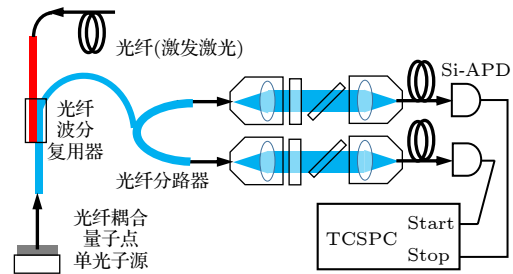 光纤(激发激光)
Si-APD
光纤
波分
复用器
光纤分路器
光纤耦合
量子点
单光子源
Start
TCSPC
Stop